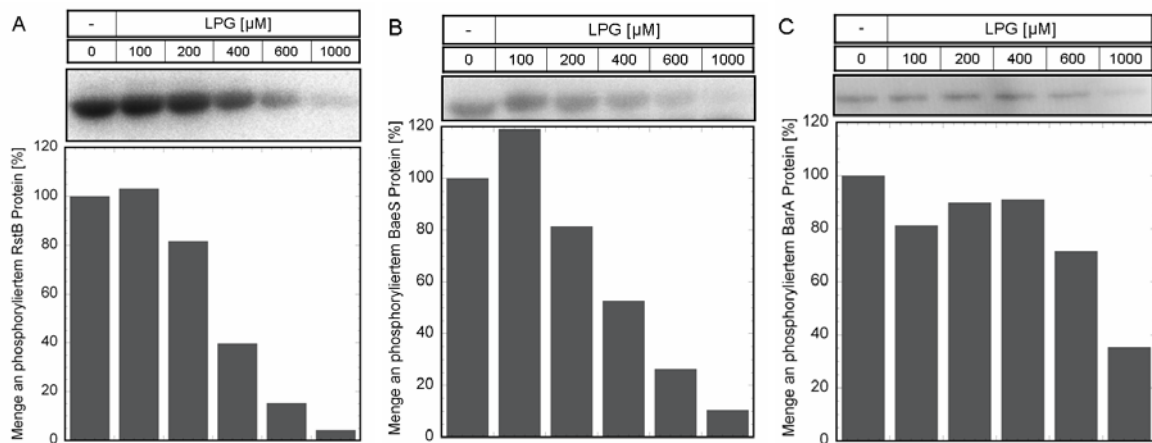 A
- LPG [µM]
0 100 200 400 600 1000
120
100
80
60
40
20
0
Menge an phosphoryliertem RstB Protein [%]
B
- LPG [µM]
0 100 200 400 600 1000
120
100
80
60
40
20
0
Menge an phosphoryliertem BaeS Protein [%]
C
- LPG [µM]
0 100 200 400 600 1000
120
100
80
60
40
20
0
Menge an phosphoryliertem BarA Protein [%]